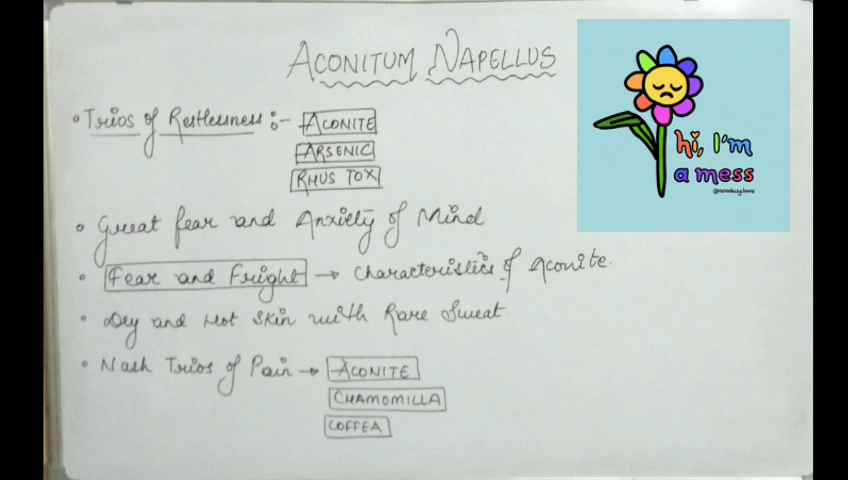 ACONITUM NAPELLUS
• Trios of Restlessness :- ACONITE
ARSENIC
RHUS TOX
• Great fear and Anxiety of Mind
• Fear and Fright → Characteristics of Aconite.
• Dry and Hot Skin with Rare Sweat.
• Nash Trios of Pain → ACONITE
CHAMOMILLA
COFFEA
hi, I'm
a mess